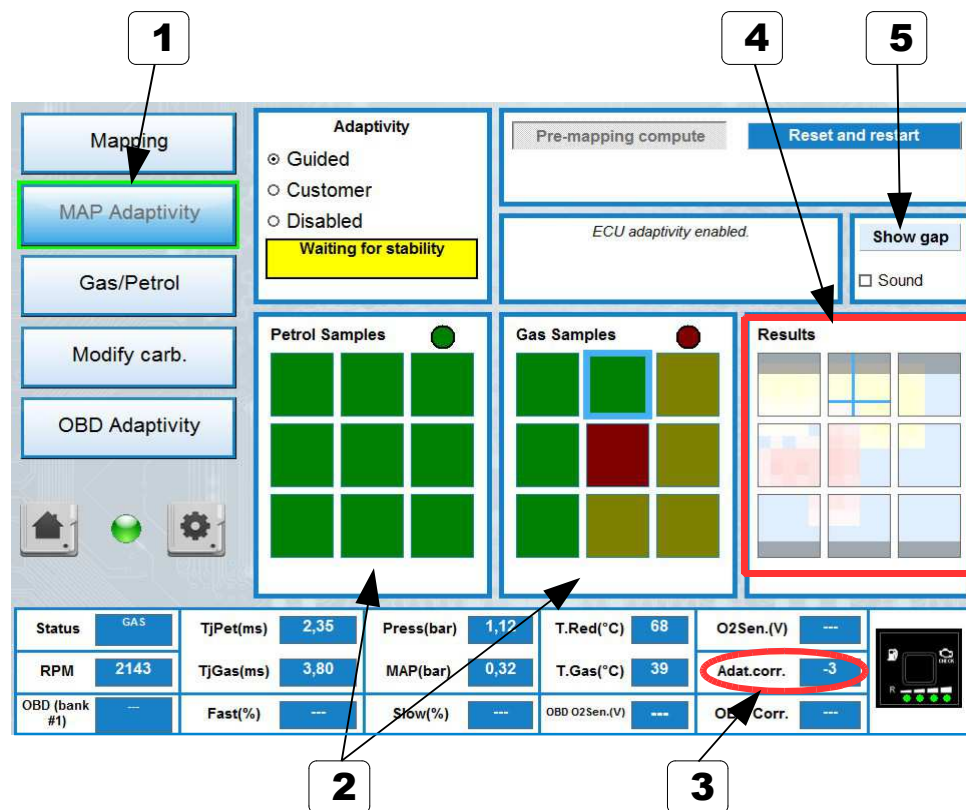 1
4
5
Mapping
MAP Adaptivity
Gas/Petrol
Modify carb.
OBD Adaptivity
Adaptivity
Guided
Customer
Disabled
Waiting for stability
Pre-mapping compute
Reset and restart
ECU adaptivity enabled.
Show gap
Sound
Petrol Samples
Gas Samples
Results
Status GAS TjPet(ms) 2,35 Press(bar) 1,12 T.Red(°C) 68 O2Sen.(V) ---
RPM 2143 TjGas(ms) 3,80 MAP(bar) 0,32 T.Gas(°C) 39 Adat.corr. -3
OBD (bank
#1) --- Fast(%) --- Slow(%) --- OBD O2Sen.(V) --- OBD Corr. ---
CHECK
R
2
3